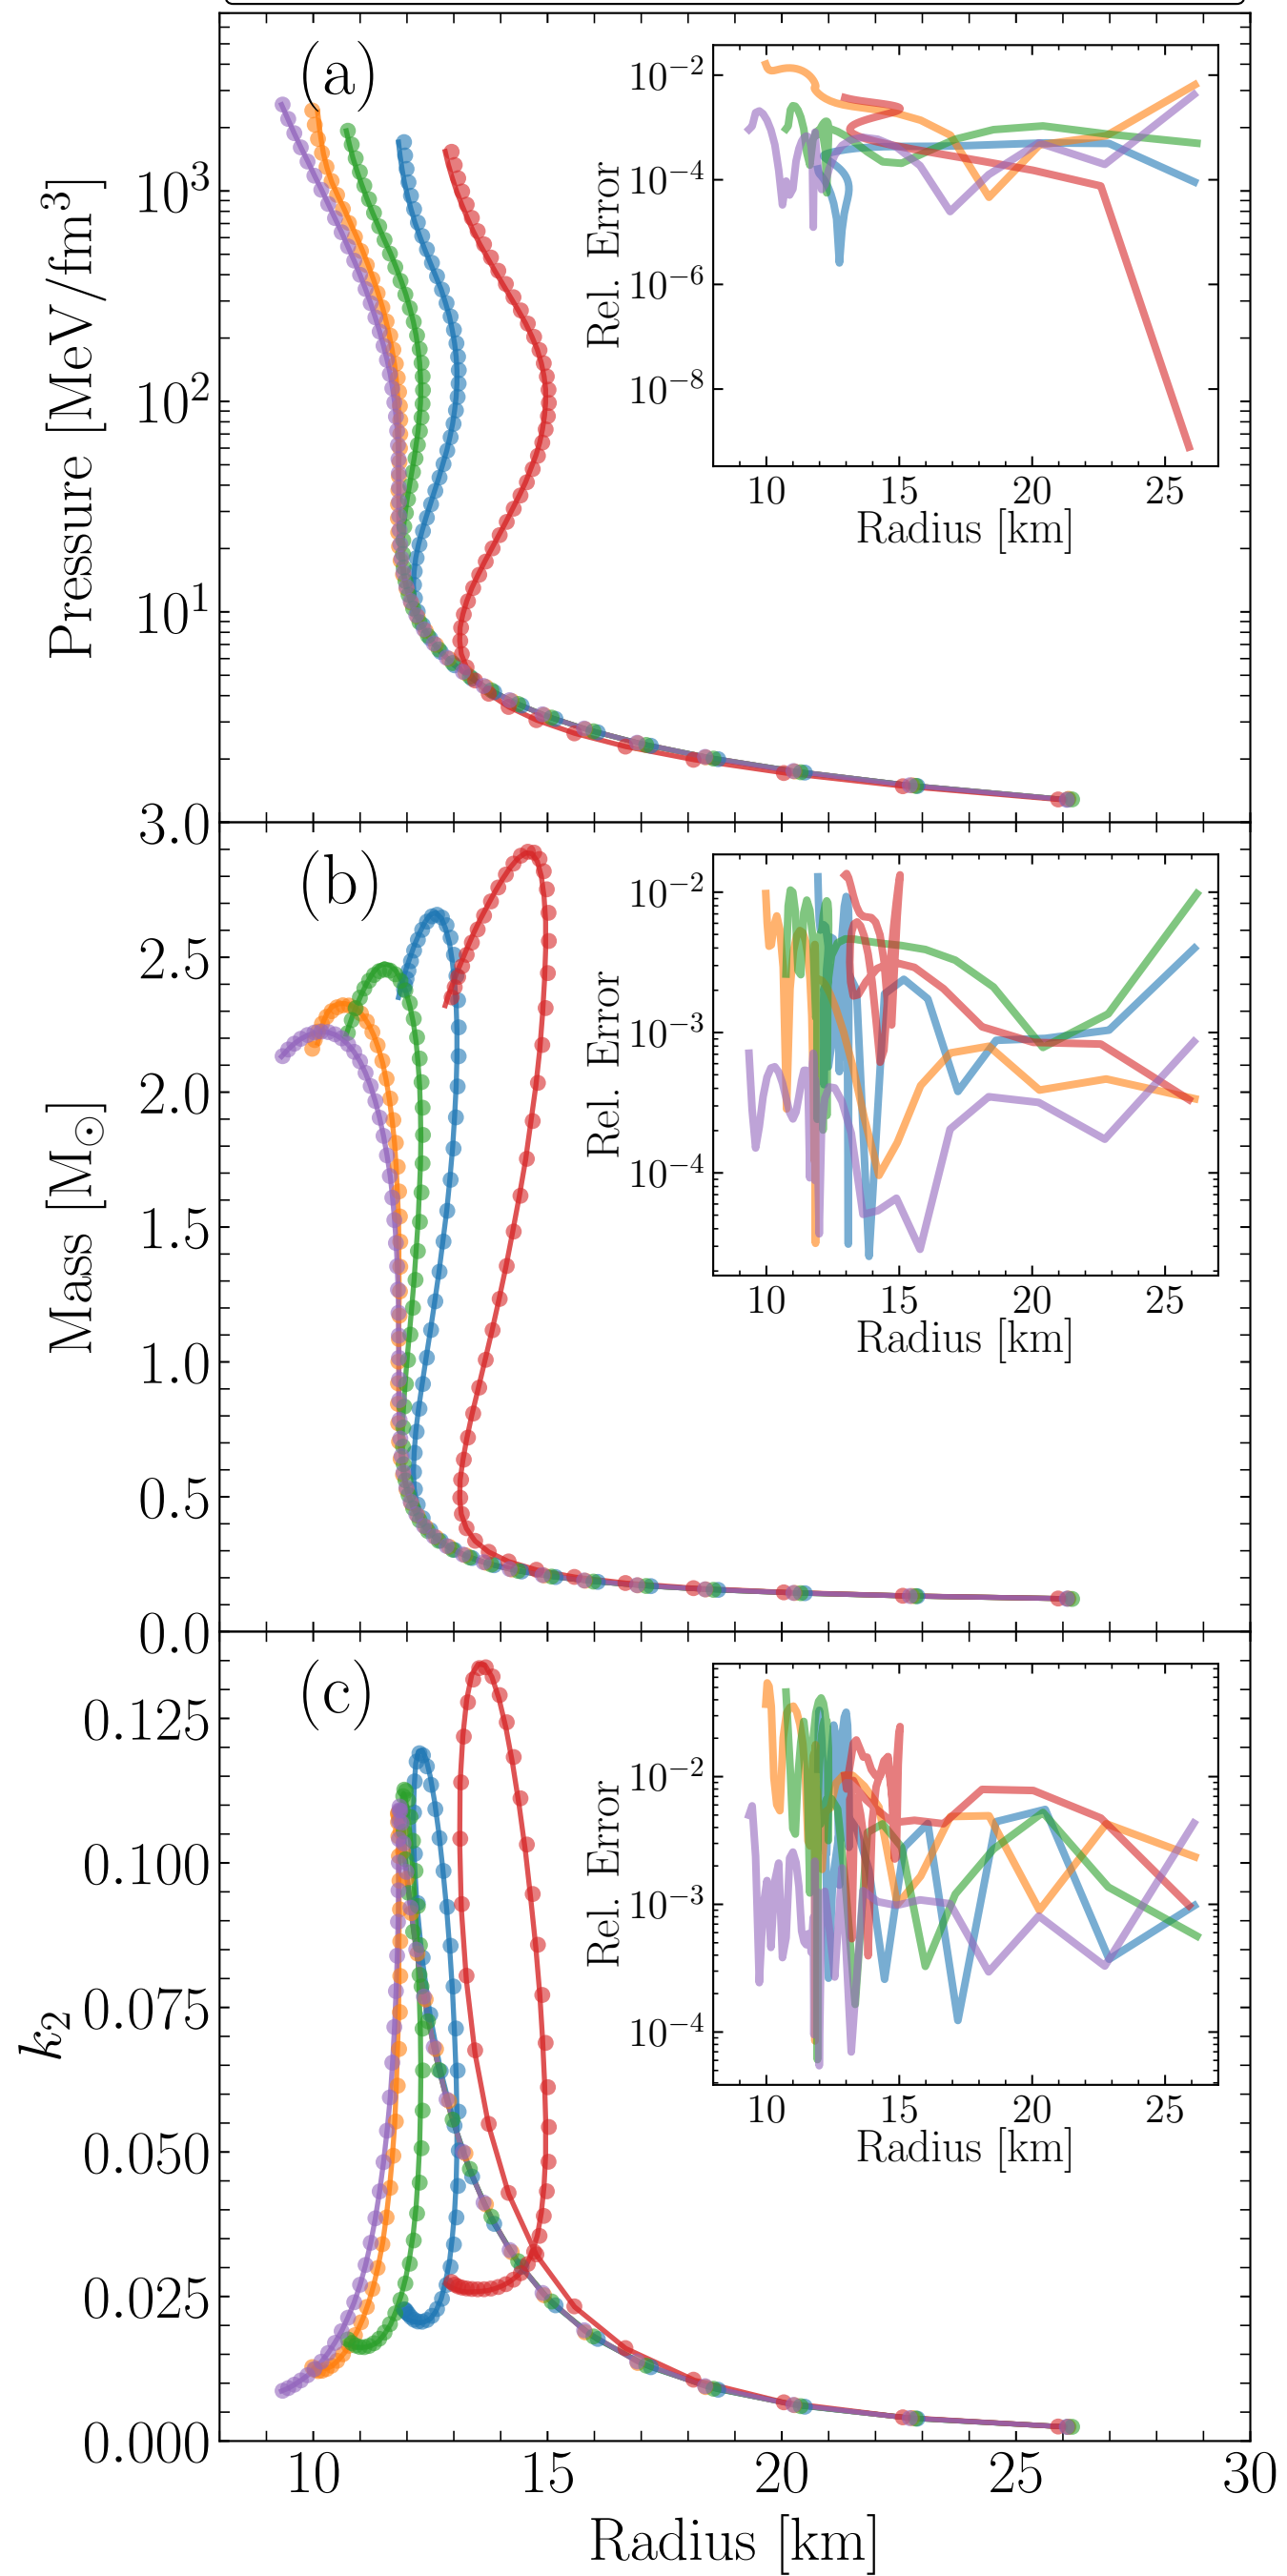 (a)
Pressure [MeV/fm³]
10³
10²
10¹
Rel. Error
10⁻²
10⁻⁴
10⁻⁶
10⁻⁸
10 15 20 25
Radius [km]
(b)
Mass [M⊙]
3.0
2.5
2.0
1.5
1.0
0.5
0.0
Rel. Error
10⁻²
10⁻³
10⁻⁴
10 15 20 25
Radius [km]
(c)
k₂
0.125
0.100
0.075
0.050
0.025
0.000
Rel. Error
10⁻²
10⁻³
10⁻⁴
10 15 20 25
Radius [km]
10 15 20 25 30
Radius [km]